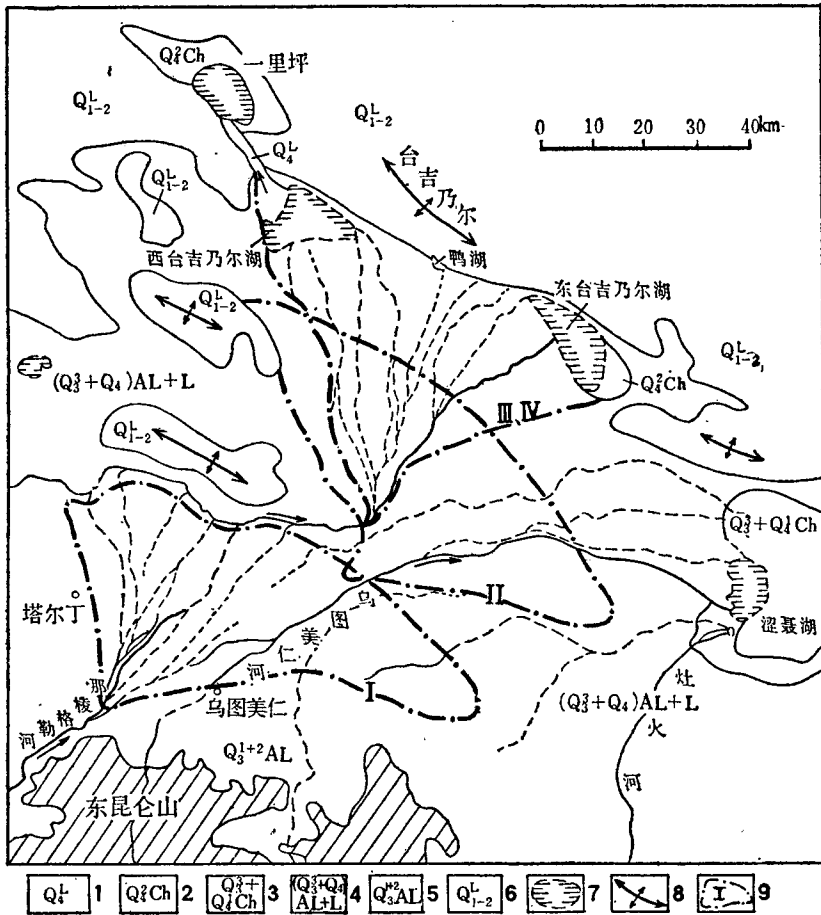 Q₄²Ch
一里坪
Q₁₋₂ᴸ
Q₁₋₂ᴸ
0 10 20 40km
Q₄ᴸ
台吉乃尔
Q₁₋₂ᴸ
西台吉乃尔湖
鸭湖
东台吉乃尔湖
Q₁₋₂ᴸ
Q₁₋₂ᴸ
(Q₃³+Q₄)AL+L
Q₄²Ch
Q₁₋₂ᴸ
Ⅲ、Ⅳ
Q₃³+Q₄¹Ch
塔尔丁
Ⅱ
乌图美仁河
涩聂湖
那棱格勒河
乌图美仁
Ⅰ
(Q₃³+Q₄)AL+L
灶火河
Q₃¹⁺²AL
东昆仑山
Q₄ᴸ 1 Q₄²Ch 2 Q₃³+Q₄¹Ch 3 (Q₃³+Q₄)AL+L 4 Q₃¹⁺²AL 5 Q₁₋₂ᴸ 6 7 8 Ⅰ 9